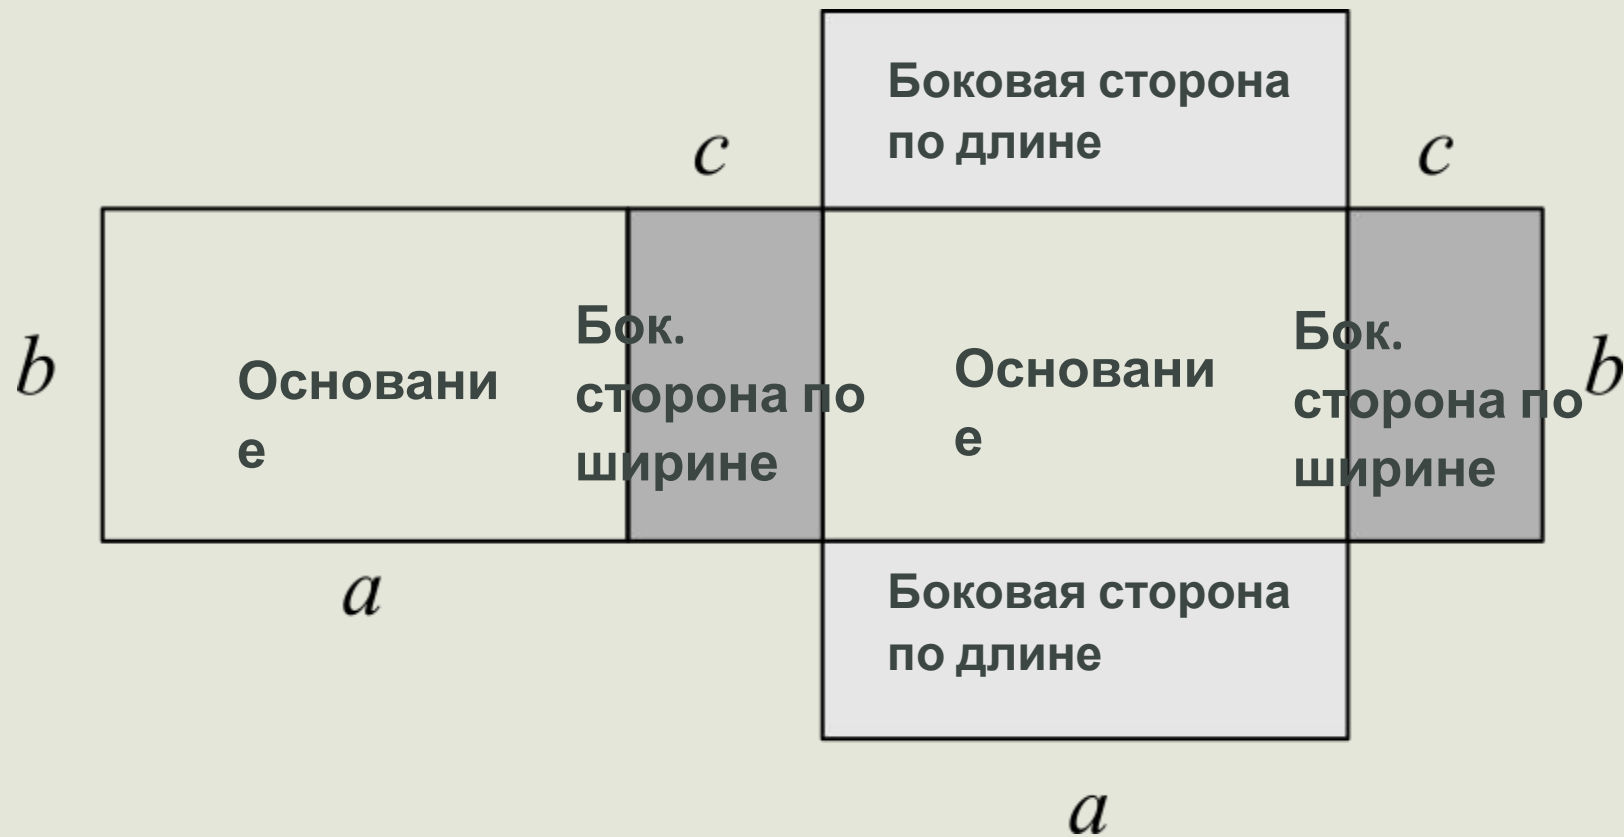 Боковая сторона
по длине
c
c
b
Основани
е
Бок.
сторона по
ширине
Основани
е
Бок.
сторона по
ширине
b
a
Боковая сторона
по длине
a